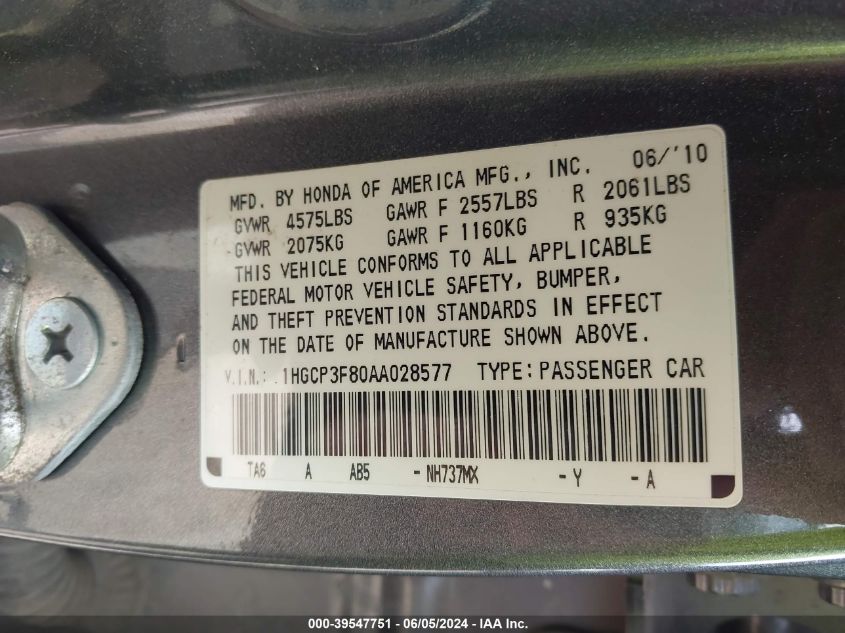 MFD. BY HONDA OF AMERICA MFG., INC. 06/'10
GVWR 4575LBS GAWR F 2557LBS R 2061LBS
GVWR 2075KG GAWR F 1160KG R 935KG
THIS VEHICLE CONFORMS TO ALL APPLICABLE
FEDERAL MOTOR VEHICLE SAFETY, BUMPER,
AND THEFT PREVENTION STANDARDS IN EFFECT
ON THE DATE OF MANUFACTURE SHOWN ABOVE.
V.I.N.: 1HGCP3F80AA028577 TYPE: PASSENGER CAR
TA6 A AB5 - NH737MX - Y - A
000-39547751 - 06/05/2024 - IAA Inc.